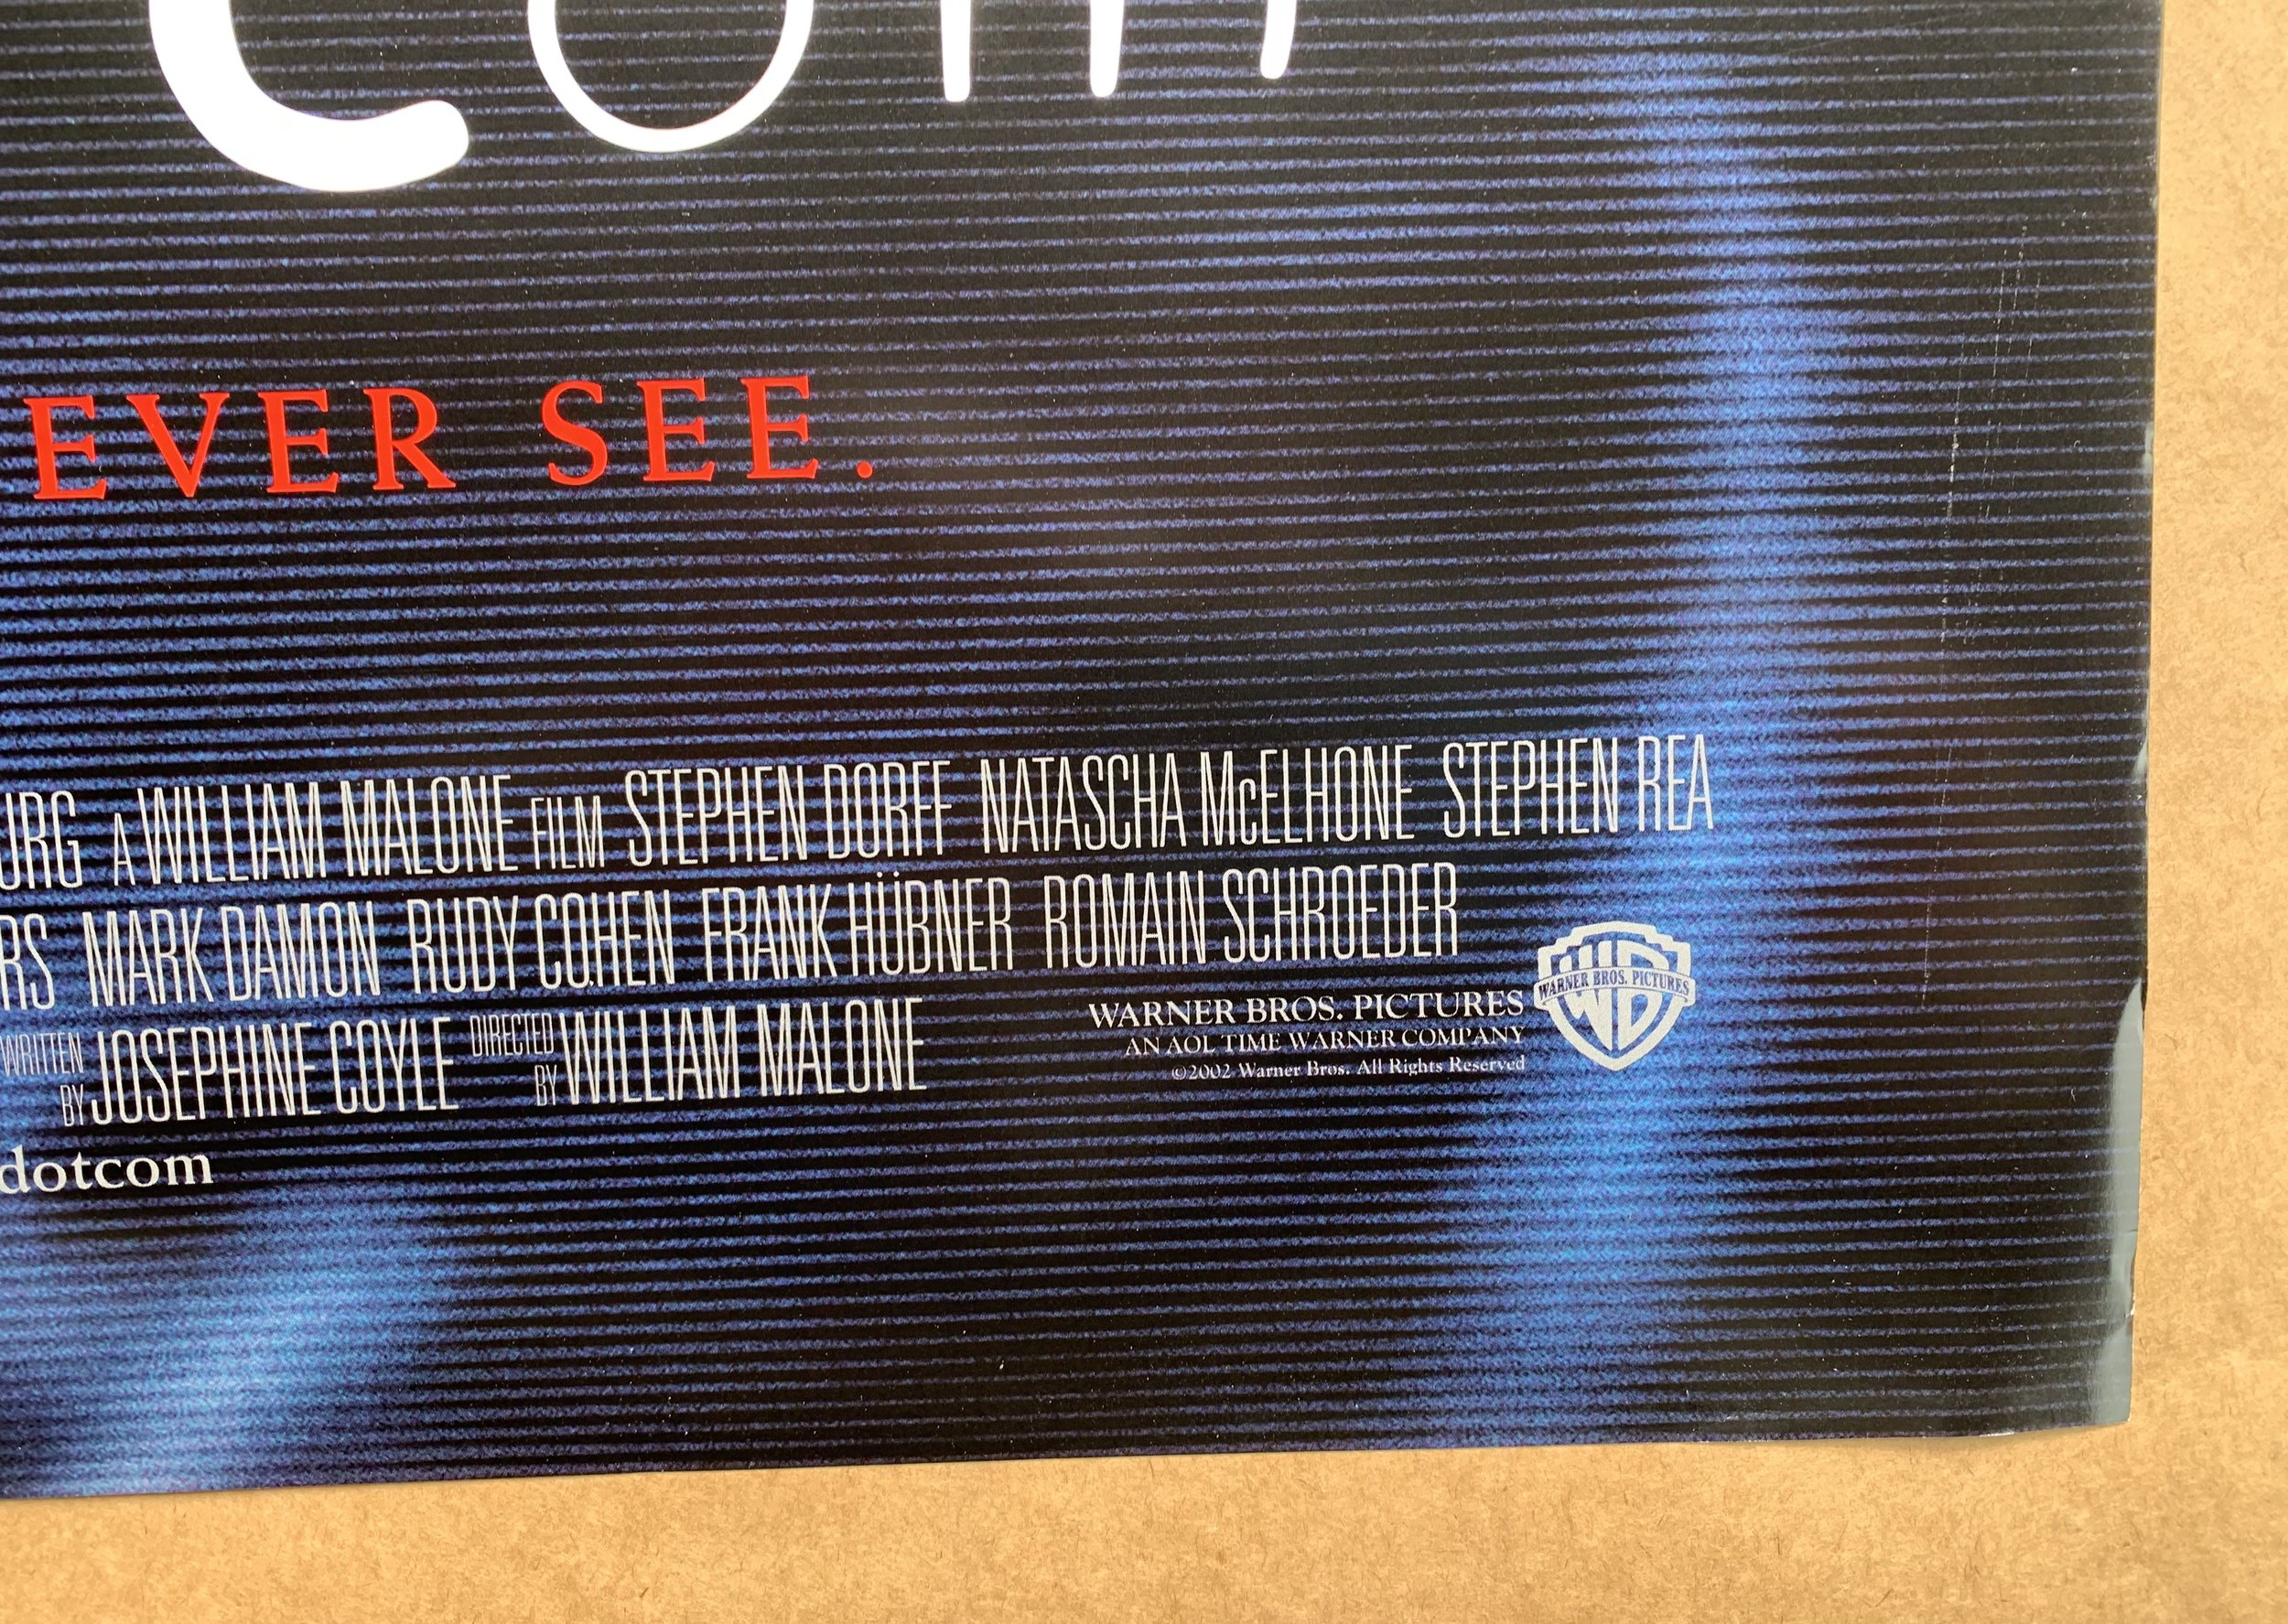 com
EVER SEE.
URG A WILLIAM MALONE FILM STEPHEN DORFF NATASCHA McELHONE STEPHEN REA
RS MARK DAMON RUDY COHEN FRANK HÜBNER ROMAIN SCHROEDER
WRITTEN BY JOSEPHINE COYLE DIRECTED BY WILLIAM MALONE
WARNER BROS. PICTURES
AN AOL TIME WARNER COMPANY
©2002 Warner Bros. All Rights Reserved
WB
WARNER BROS. PICTURES
dotcom